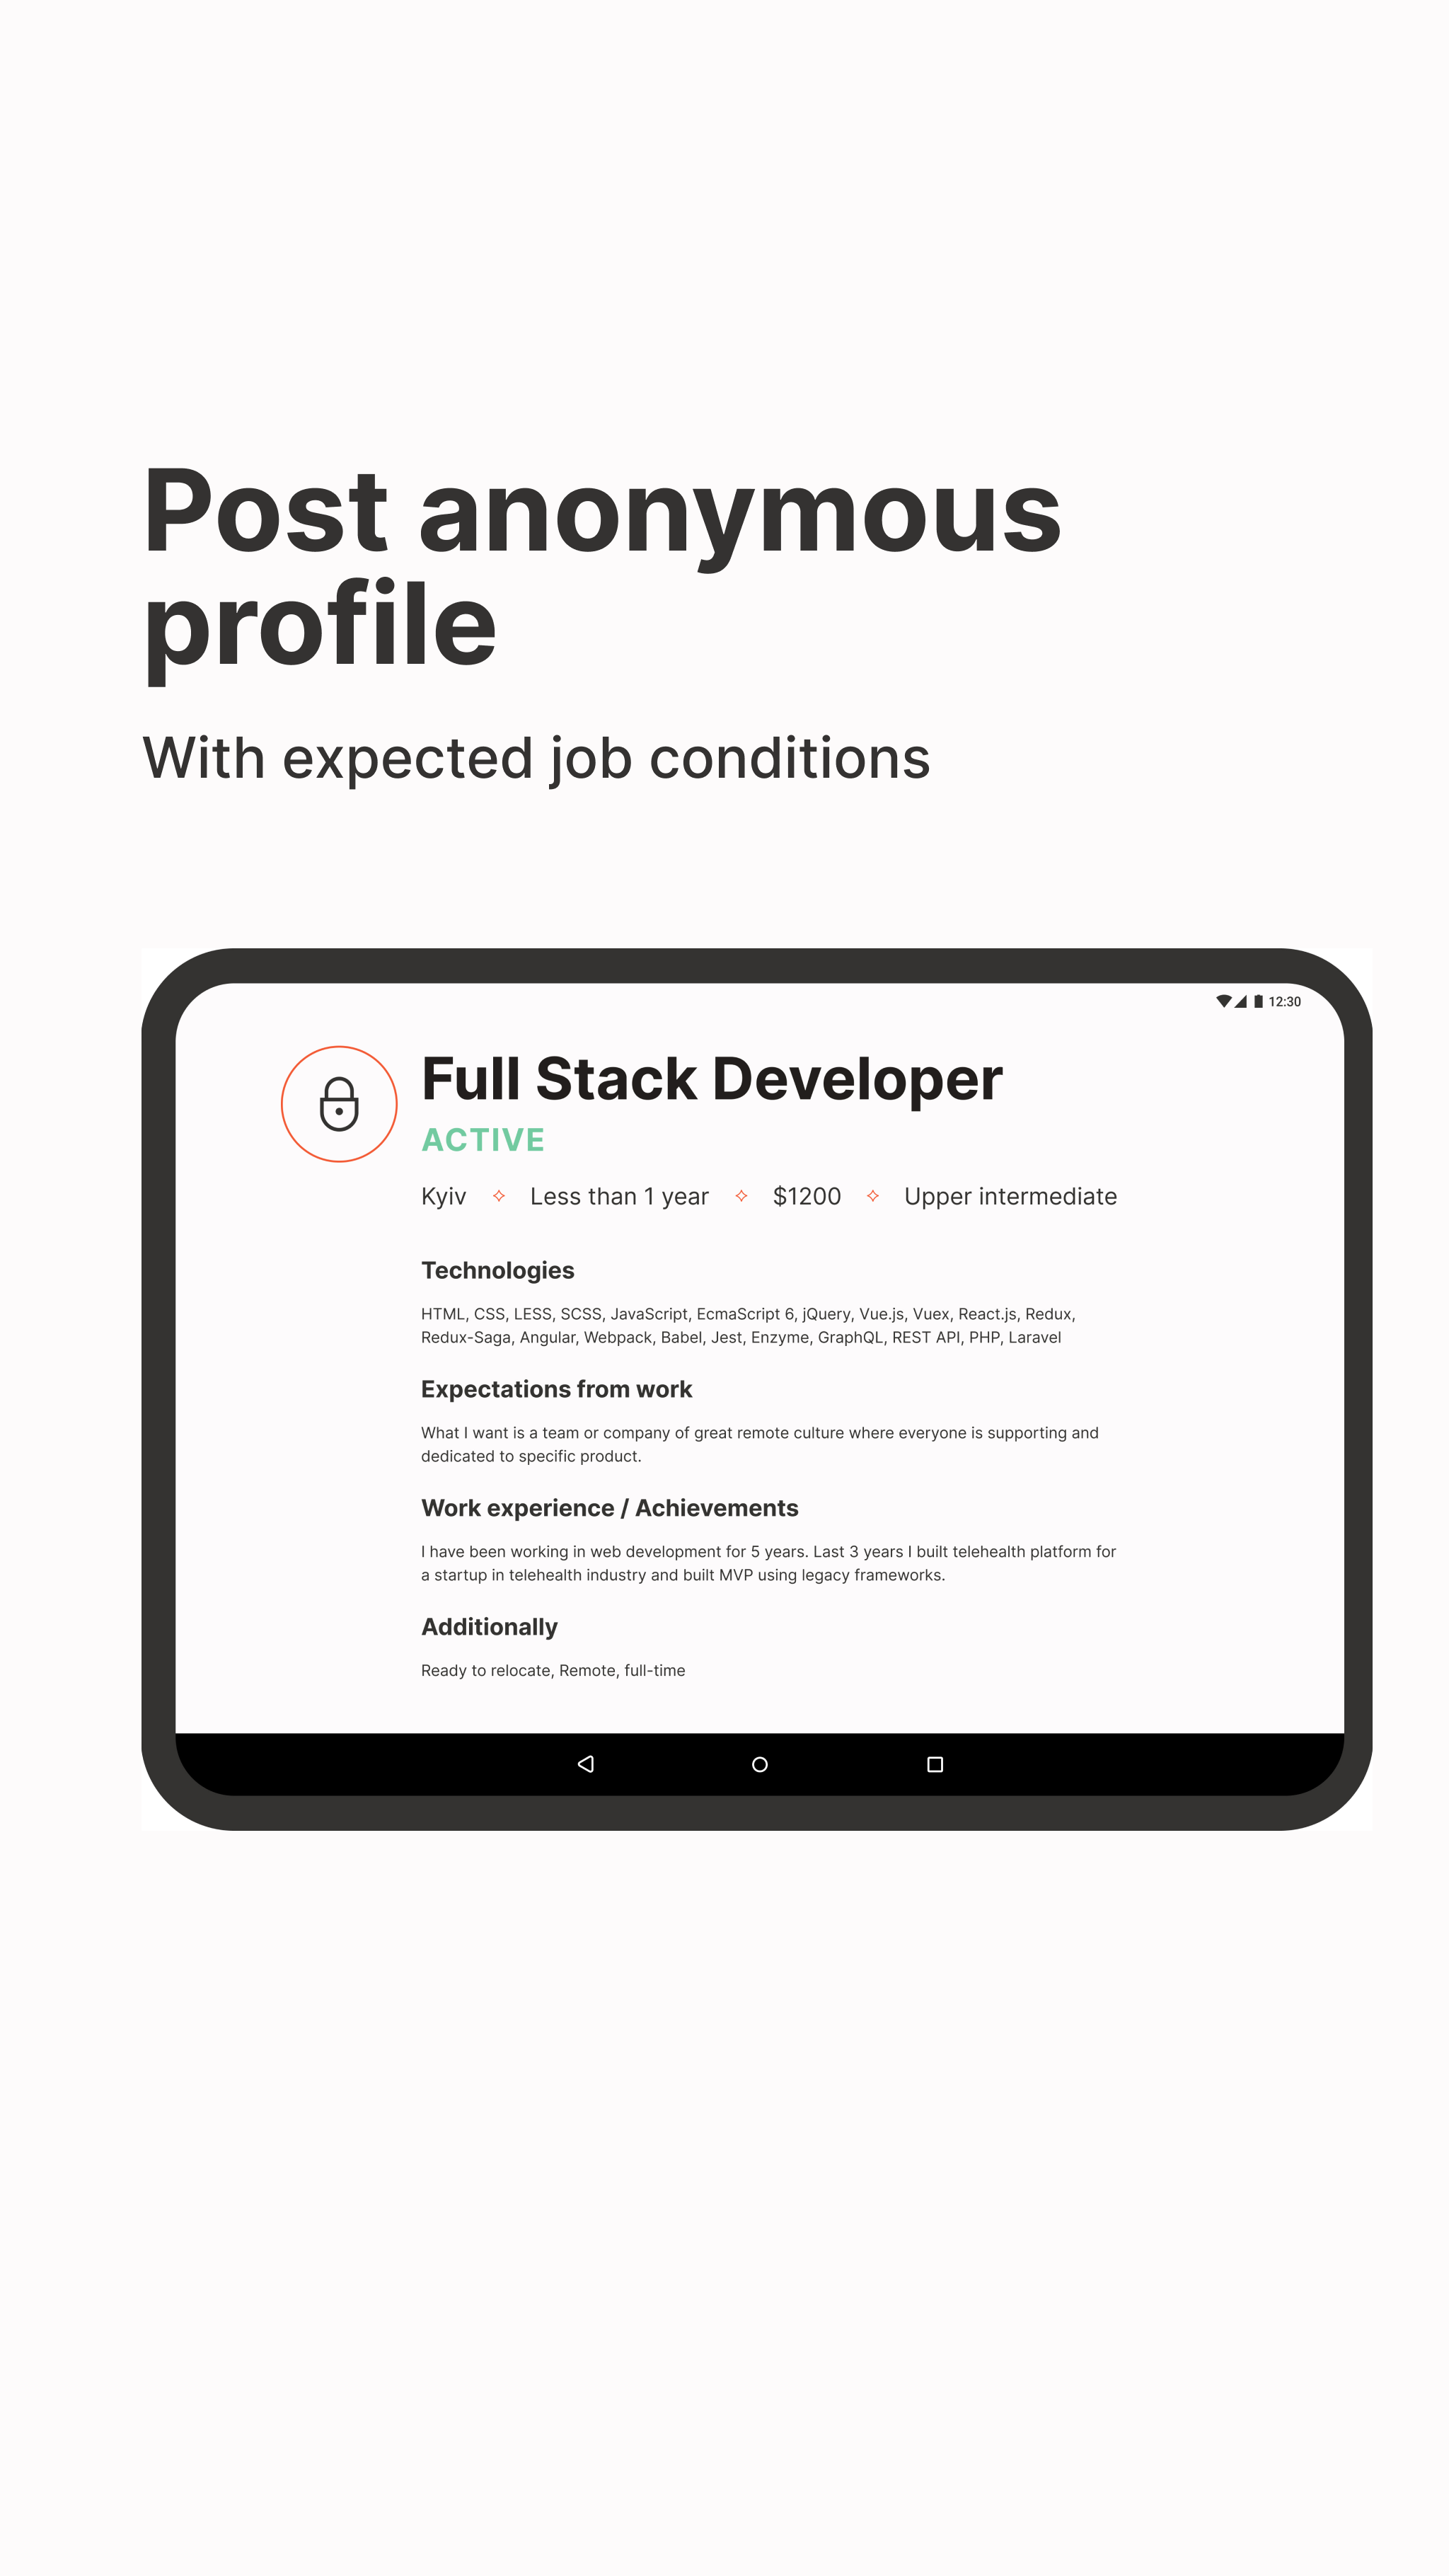 Post anonymous
profile
With expected job conditions
12:30
Full Stack Developer
ACTIVE
Kyiv Less than 1 year $1200 Upper intermediate
Technologies
HTML, CSS, LESS, SCSS, JavaScript, EcmaScript 6, jQuery, Vue.js, Vuex, React.js, Redux,
Redux-Saga, Angular, Webpack, Babel, Jest, Enzyme, GraphQL, REST API, PHP, Laravel
Expectations from work
What I want is a team or company of great remote culture where everyone is supporting and
dedicated to specific product.
Work experience / Achievements
I have been working in web development for 5 years. Last 3 years I built telehealth platform for
a startup in telehealth industry and built MVP using legacy frameworks.
Additionally
Ready to relocate, Remote, full-time